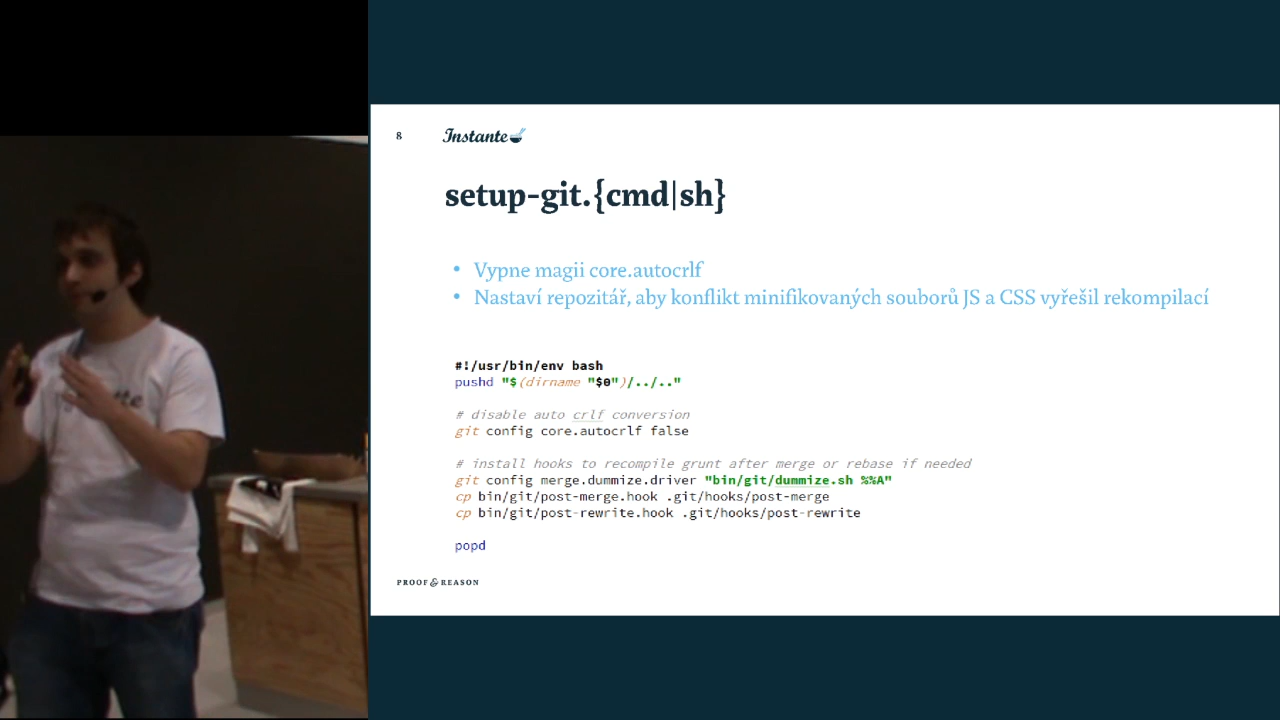 8
Instante
setup-git.{cmd|sh}
• Vypne magii core.autocrlf
• Nastaví repozitář, aby konflikt minifikovaných souborů JS a CSS vyřešil rekompilací
#!/usr/bin/env bash
pushd "$(dirname "$0")/../.."
# disable auto crlf conversion
git config core.autocrlf false
# install hooks to recompile grunt after merge or rebase if needed
git config merge.dummize.driver "bin/git/dummize.sh %%A"
cp bin/git/post-merge.hook .git/hooks/post-merge
cp bin/git/post-rewrite.hook .git/hooks/post-rewrite
popd
PROOF & REASON